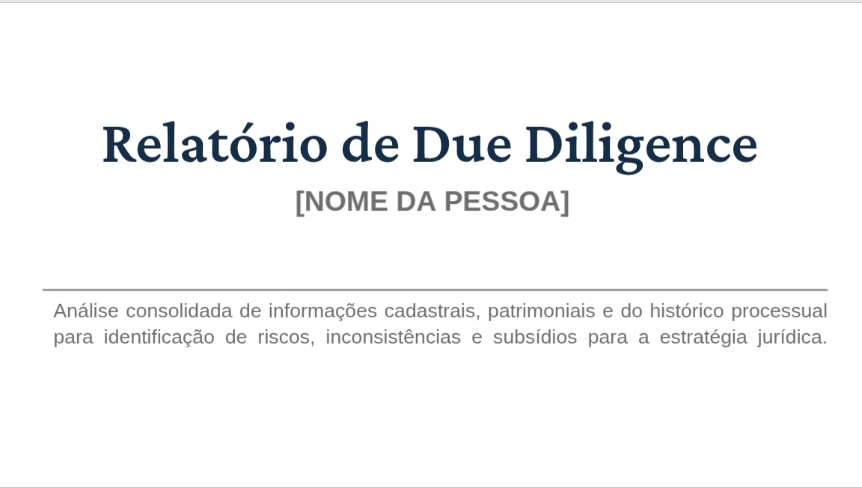 Relatório de Due Diligence
[NOME DA PESSOA]
Análise consolidada de informações cadastrais, patrimoniais e do histórico processual
para identificação de riscos, inconsistências e subsídios para a estratégia jurídica.